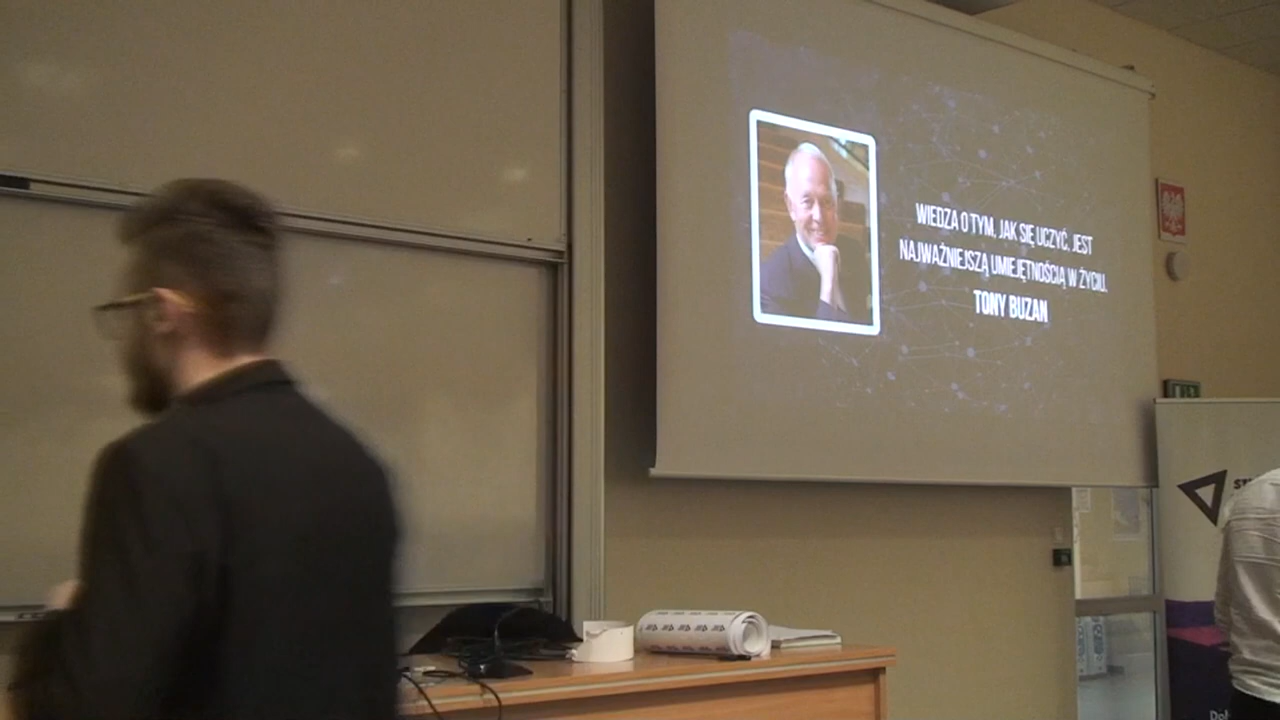 WIEDZA O TYM, JAK SIĘ UCZYĆ, JEST
NAJWAŻNIEJSZĄ UMIEJĘTNOŚCIĄ W ŻYCIU.
TONY BUZAN